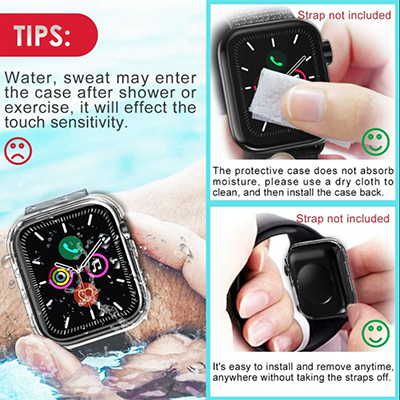 TIPS:
Water, sweat may enter
the case after shower or
exercise, it will effect the
touch sensitivity.
Strap not included
The protective case does not absorb
moisture, please use a dry cloth to
clean, and then install the case back.
Strap not included
It's easy to install and remove anytime,
anywhere without taking the straps off.